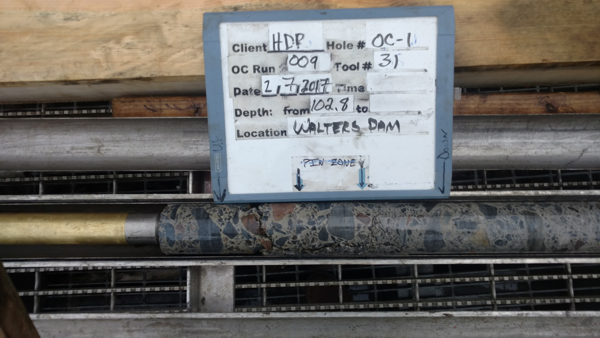 Client HDR Hole # OC-1
OC Run 009 Tool # 31
Date 2,7,2017 Time
Depth: from 102.8 to
Location WALTERS DAM
PIN ZONE
DOWN